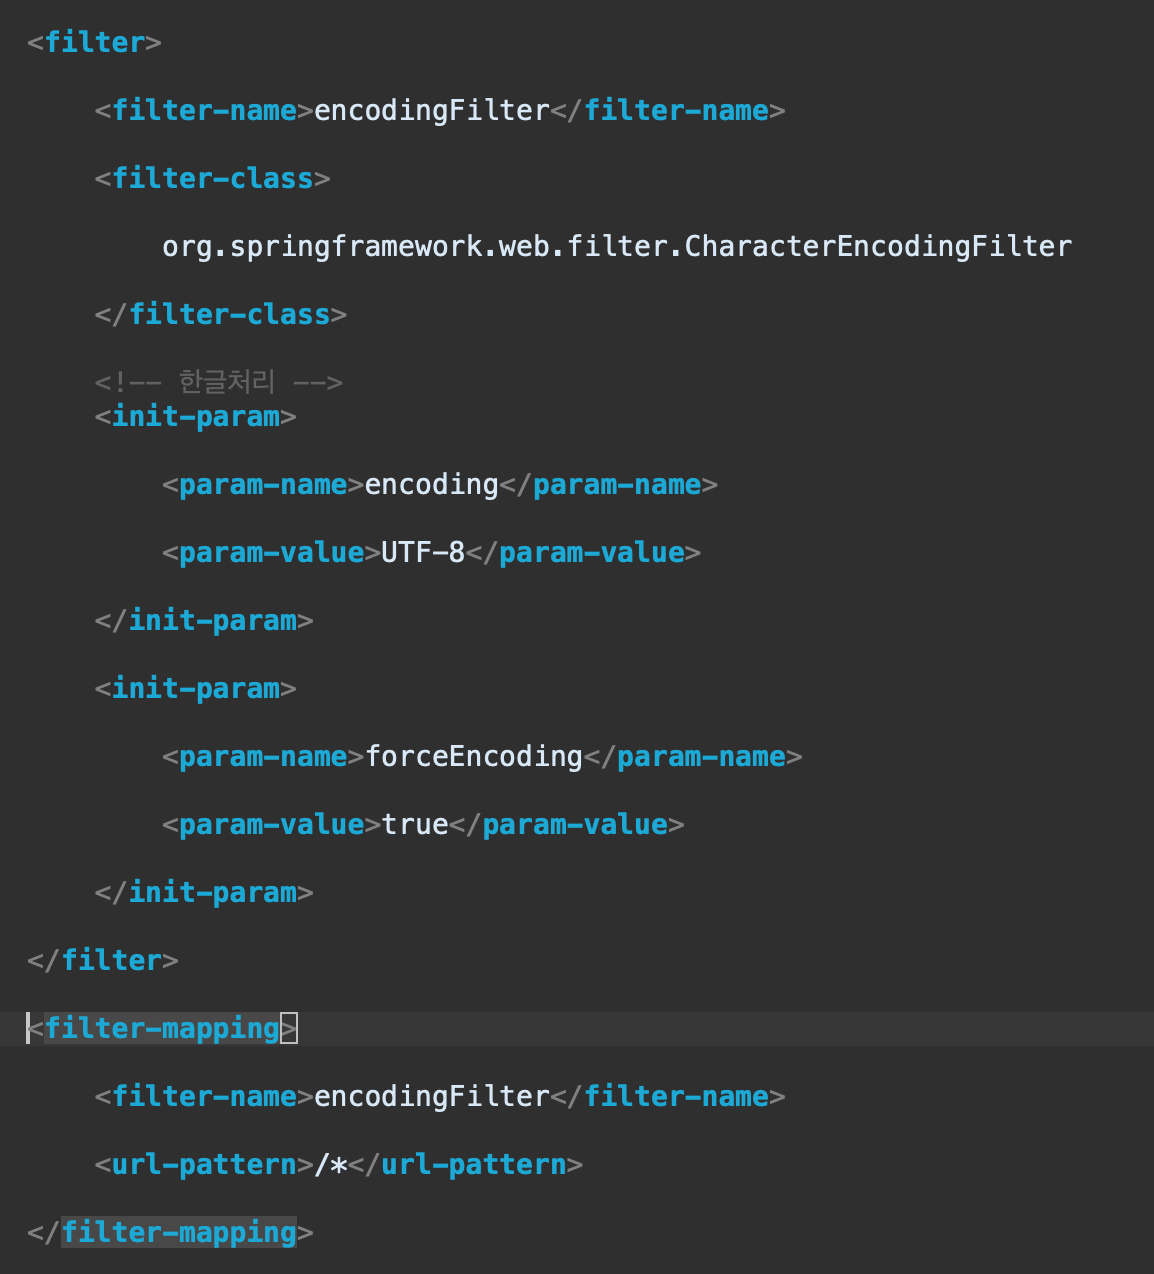 <filter>
<filter-name>encodingFilter</filter-name>
<filter-class>
org.springframework.web.filter.CharacterEncodingFilter
</filter-class>
<!-- 한글처리 -->
<init-param>
<param-name>encoding</param-name>
<param-value>UTF-8</param-value>
</init-param>
<init-param>
<param-name>forceEncoding</param-name>
<param-value>true</param-value>
</init-param>
</filter>
<filter-mapping>
<filter-name>encodingFilter</filter-name>
<url-pattern>/*</url-pattern>
</filter-mapping>